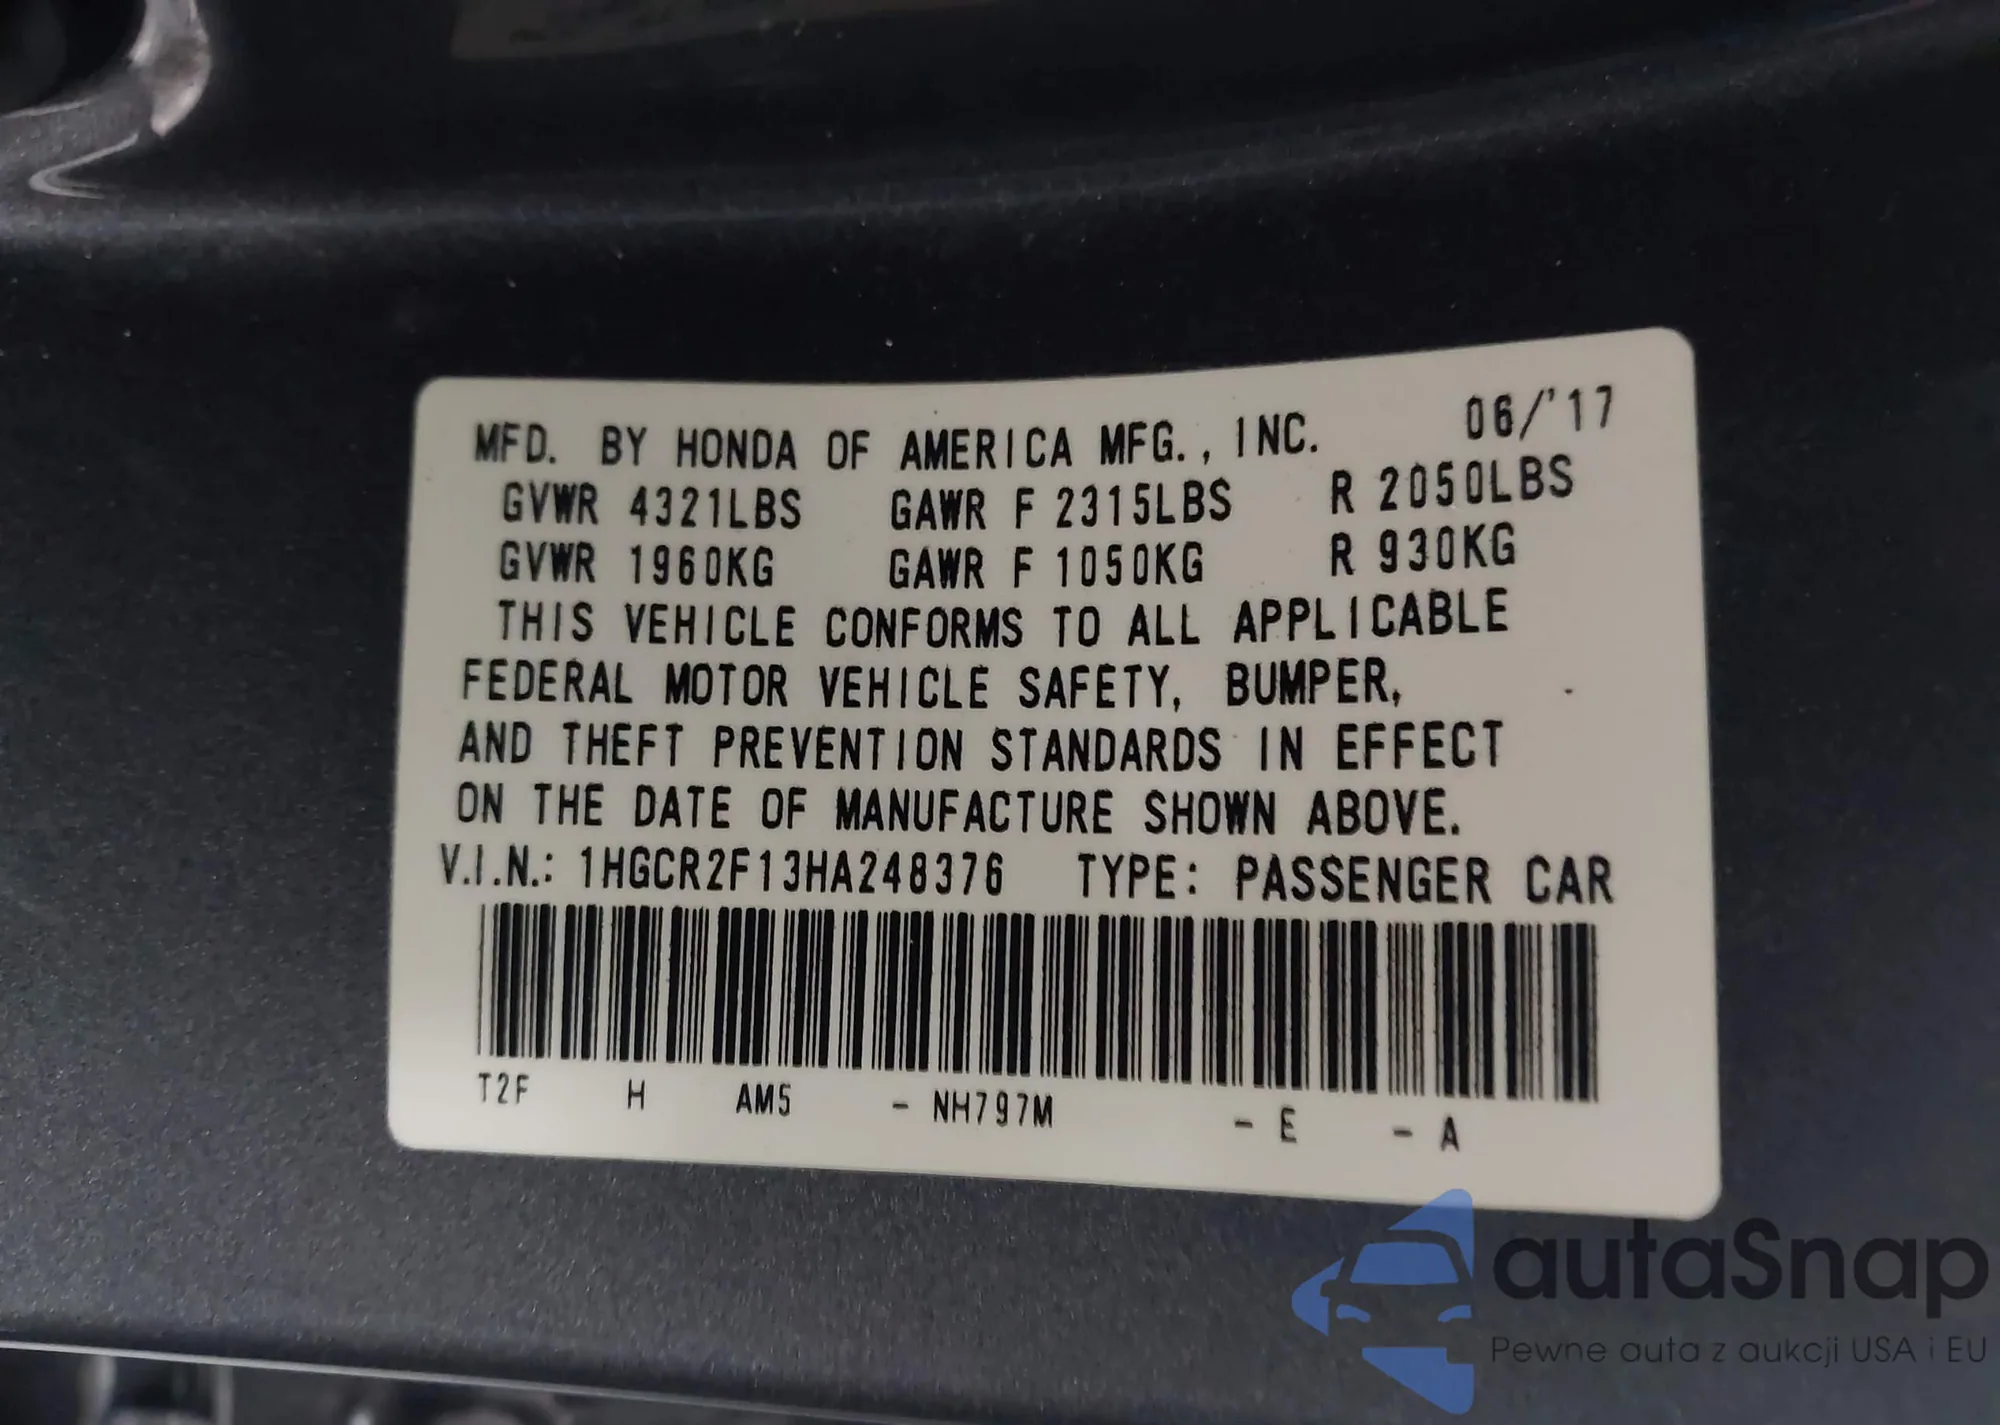 MFD. BY HONDA OF AMERICA MFG., INC. 06/'17
GVWR 4321LBS GAWR F 2315LBS R 2050LBS
GVWR 1960KG GAWR F 1050KG R 930KG
THIS VEHICLE CONFORMS TO ALL APPLICABLE
FEDERAL MOTOR VEHICLE SAFETY, BUMPER,
AND THEFT PREVENTION STANDARDS IN EFFECT
ON THE DATE OF MANUFACTURE SHOWN ABOVE.
V.I.N.: 1HGCR2F13HA248376 TYPE: PASSENGER CAR
T2F H AM5 - NH797M - E - A
autaSnap
Pewne auta z aukcji USA i EU